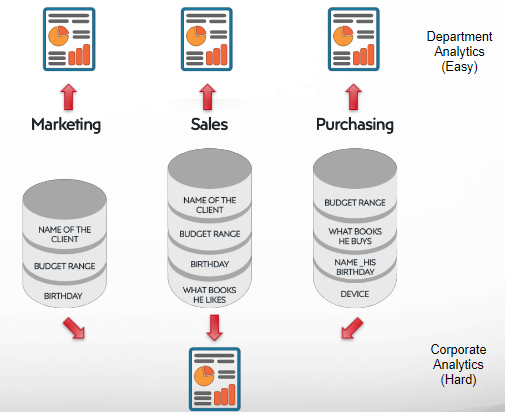 Department
Analytics
(Easy)
Marketing
Sales
Purchasing
NAME OF THE
CLIENT
BUDGET RANGE
BIRTHDAY
NAME OF THE
CLIENT
BUDGET RANGE
BIRTHDAY
WHAT BOOKS
HE LIKES
BUDGET RANGE
WHAT BOOKS
HE BUYS
NAME _HIS
BIRTHDAY
DEVICE
Corporate
Analytics
(Hard)